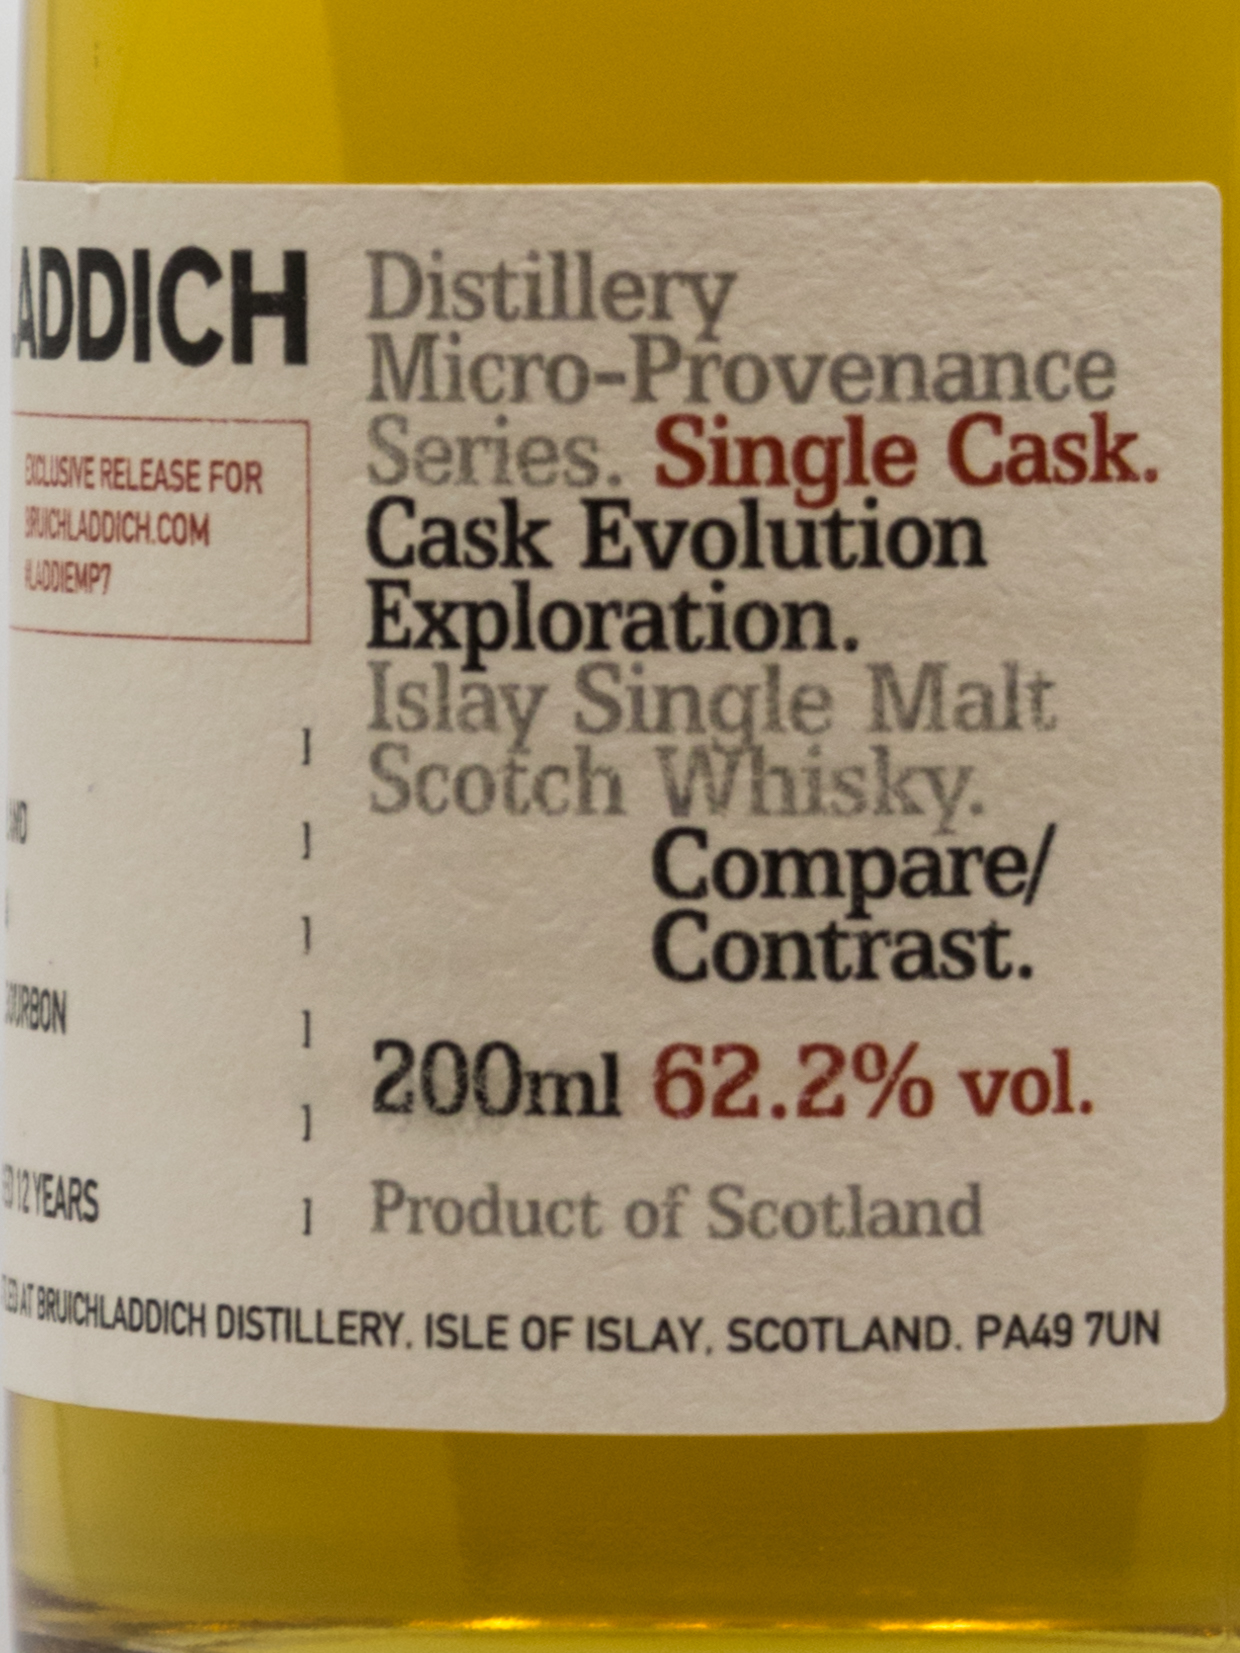 ADDICH
EXCLUSIVE RELEASE FOR
BRUICHLADDICH.COM
#LADDIEMP7
BOURBON
12 YEARS
Distillery
Micro-Provenance
Series. Single Cask.
Cask Evolution
Exploration.
Islay Single Malt
Scotch Whisky.
Compare/
Contrast.
200ml 62.2% vol.
Product of Scotland
AT BRUICHLADDICH DISTILLERY, ISLE OF ISLAY, SCOTLAND. PA49 7UN